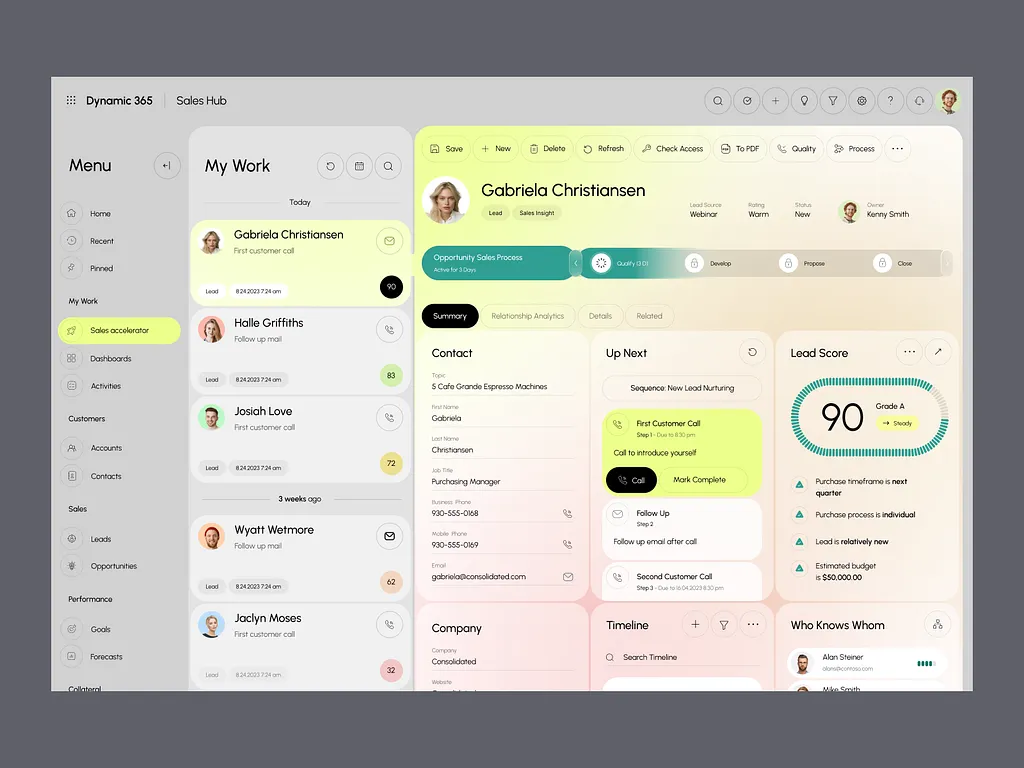 Dynamic 365
Sales Hub
Menu
Home
Recent
Pinned
My Work
Sales accelerator
Dashboards
Activities
Customers
Accounts
Contacts
Sales
Leads
Opportunities
Performance
Goals
Forecasts
Collateral
My Work
Today
Gabriela Christiansen
First customer call
Lead
8.24.2023 7:24 am
90
Halle Griffiths
Follow up mail
Lead
8.24.2023 7:24 am
83
Josiah Love
First customer call
Lead
8.24.2023 7:24 am
72
3 weeks ago
Wyatt Wetmore
Follow up mail
Lead
8.24.2023 7:24 am
62
Jaclyn Moses
First customer call
Lead
8.24.2023 7:24 am
32
Save
New
Delete
Refresh
Check Access
To PDF
Quality
Process
Gabriela Christiansen
Lead
Sales Insight
Lead Source
Webinar
Rating
Warm
Status
New
Owner
Kenny Smith
Opportunity Sales Process
Active for 3 Days
Qualify (3 D)
Develop
Propose
Close
Summary
Relationship Analytics
Details
Related
Contact
Topic
5 Cafe Grande Espresso Machines
First Name
Gabriela
Last Name
Christiansen
Job Title
Purchasing Manager
Business Phone
930-555-0168
Mobile Phone
930-555-0169
Email
gabriela@consolidated.com
Company
Company
Consolidated
Website
Up Next
Sequence: New Lead Nurturing
First Customer Call
Step 1 - Due to 8:30 pm
Call to introduce yourself
Call
Mark Complete
Follow Up
Step 2
Follow up email after call
Second Customer Call
Step 3 - Due to 16.04.2023 8:30 pm
Timeline
Search Timeline
Lead Score
90
Grade A
Steady
Purchase timeframe is next
quarter
Purchase process is individual
Lead is relatively new
Estimated budget
is $50,000.00
Who Knows Whom
Alan Steiner
alans@contoso.com
Mike Smith